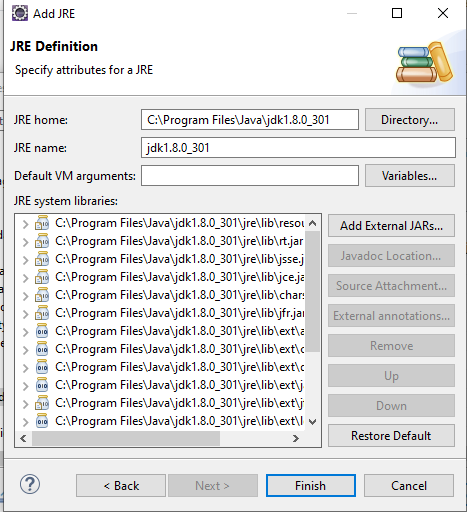 Add JRE
JRE Definition
Specify attributes for a JRE
JRE home:
C:\Program Files\Java\jdk1.8.0_301
Directory...
JRE name:
jdk1.8.0_301
Default VM arguments:
Variables...
JRE system libraries:
C:\Program Files\Java\jdk1.8.0_301\jre\lib\resou
C:\Program Files\Java\jdk1.8.0_301\jre\lib\rt.jar
C:\Program Files\Java\jdk1.8.0_301\jre\lib\jsse.j
C:\Program Files\Java\jdk1.8.0_301\jre\lib\jce.ja
C:\Program Files\Java\jdk1.8.0_301\jre\lib\chars
C:\Program Files\Java\jdk1.8.0_301\jre\lib\jfr.jar
C:\Program Files\Java\jdk1.8.0_301\jre\lib\ext\a
C:\Program Files\Java\jdk1.8.0_301\jre\lib\ext\c
C:\Program Files\Java\jdk1.8.0_301\jre\lib\ext\d
C:\Program Files\Java\jdk1.8.0_301\jre\lib\ext\ja
C:\Program Files\Java\jdk1.8.0_301\jre\lib\ext\jf
C:\Program Files\Java\jdk1.8.0_301\jre\lib\ext\l
Add External JARs...
Javadoc Location...
Source Attachment...
External annotations...
Remove
Up
Down
Restore Default
?
< Back
Next >
Finish
Cancel